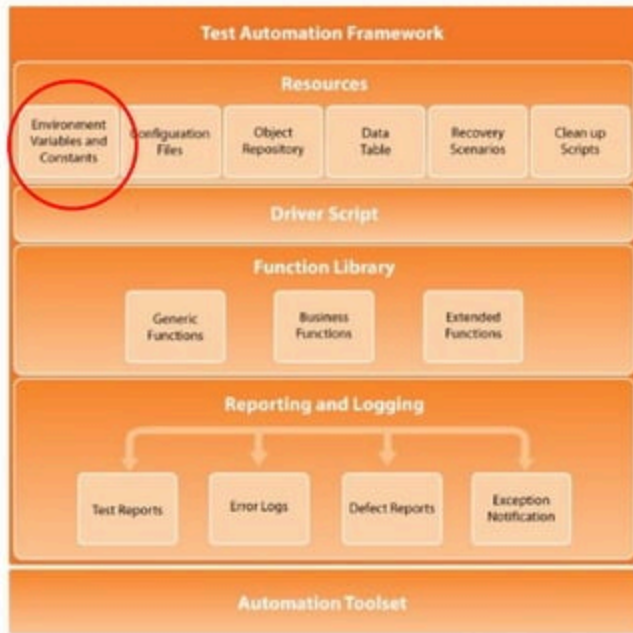 Test Automation Framework
Resources
Environment
Variables and
Constants
Configuration
Files
Object
Repository
Data
Table
Recovery
Scenarios
Clean up
Scripts
Driver Script
Function Library
Generic
Functions
Business
Functions
Extended
Functions
Reporting and Logging
Test Reports
Error Logs
Defect Reports
Exception
Notification
Automation Toolset